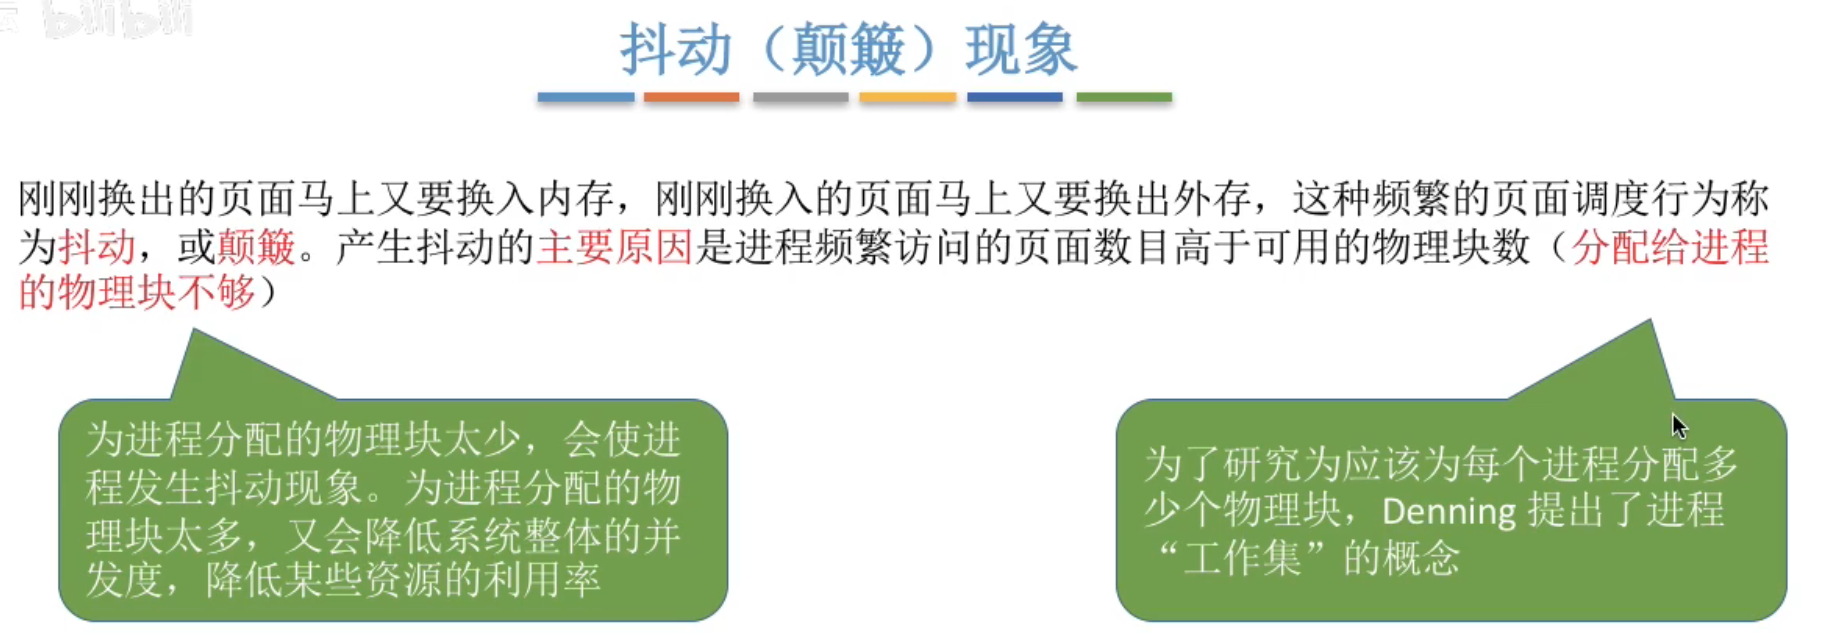 bilibili
抖动（颠簸）现象
刚刚换出的页面马上又要换入内存，刚刚换入的页面马上又要换出外存，这种频繁的页面调度行为称
为抖动，或颠簸。产生抖动的主要原因是进程频繁访问的页面数目高于可用的物理块数（分配给进程
的物理块不够）
为进程分配的物理块太少，会使进
程发生抖动现象。为进程分配的物
理块太多，又会降低系统整体的并
发度，降低某些资源的利用率
为了研究为应该为每个进程分配多
少个物理块，Denning 提出了进程
“工作集”的概念